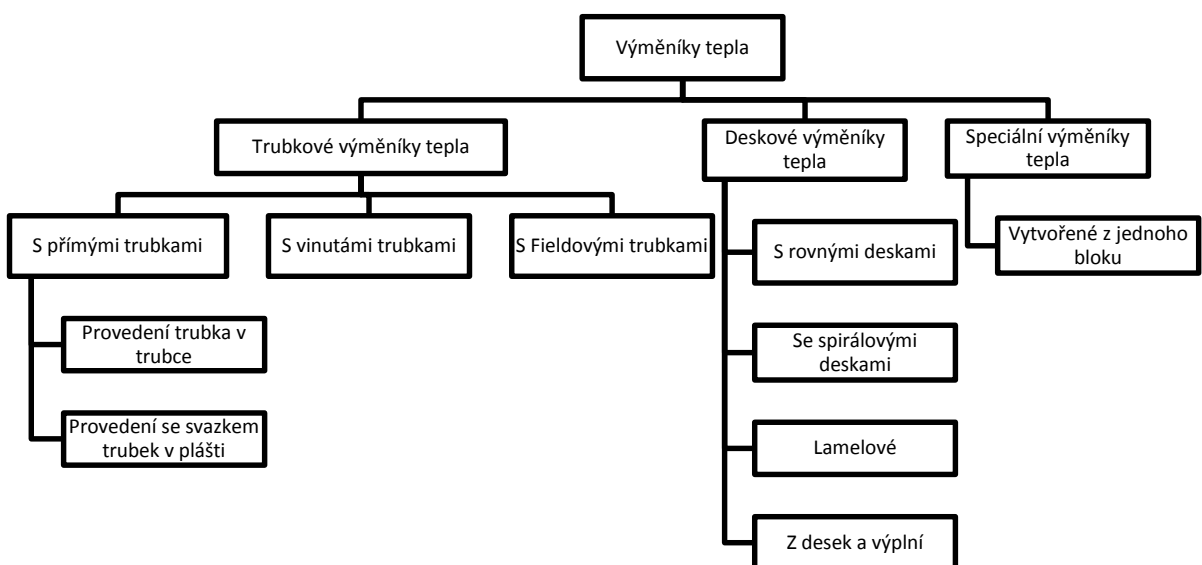 Výměníky tepla
Trubkové výměníky tepla
Deskové výměníky
tepla
Speciální výměníky
tepla
S přímými trubkami
S vinutámi trubkami
S Fieldovými trubkami
S rovnými deskami
Vytvořené z jednoho
bloku
Provedení trubka v
trubce
Se spirálovými
deskami
Provedení se svazkem
trubek v plášti
Lamelové
Z desek a výplní